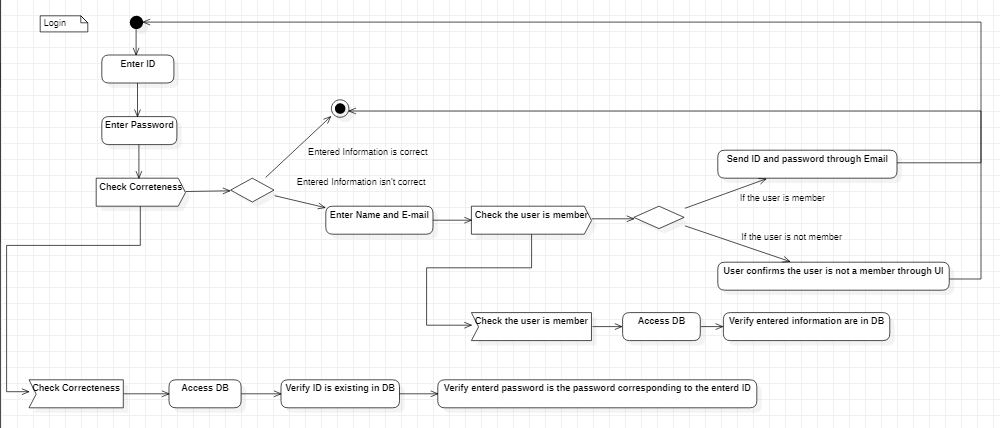 Login
Enter ID
Enter Password
Check Correteness
Entered Information is correct
Entered Information isn't correct
Enter Name and E-mail
Check the user is member
Send ID and password through Email
If the user is member
If the user is not member
User confirms the user is not a member through UI
Check the user is member
Access DB
Verify entered information are in DB
Check Correcteness
Access DB
Verify ID is existing in DB
Verify enterd password is the password corresponding to the enterd ID